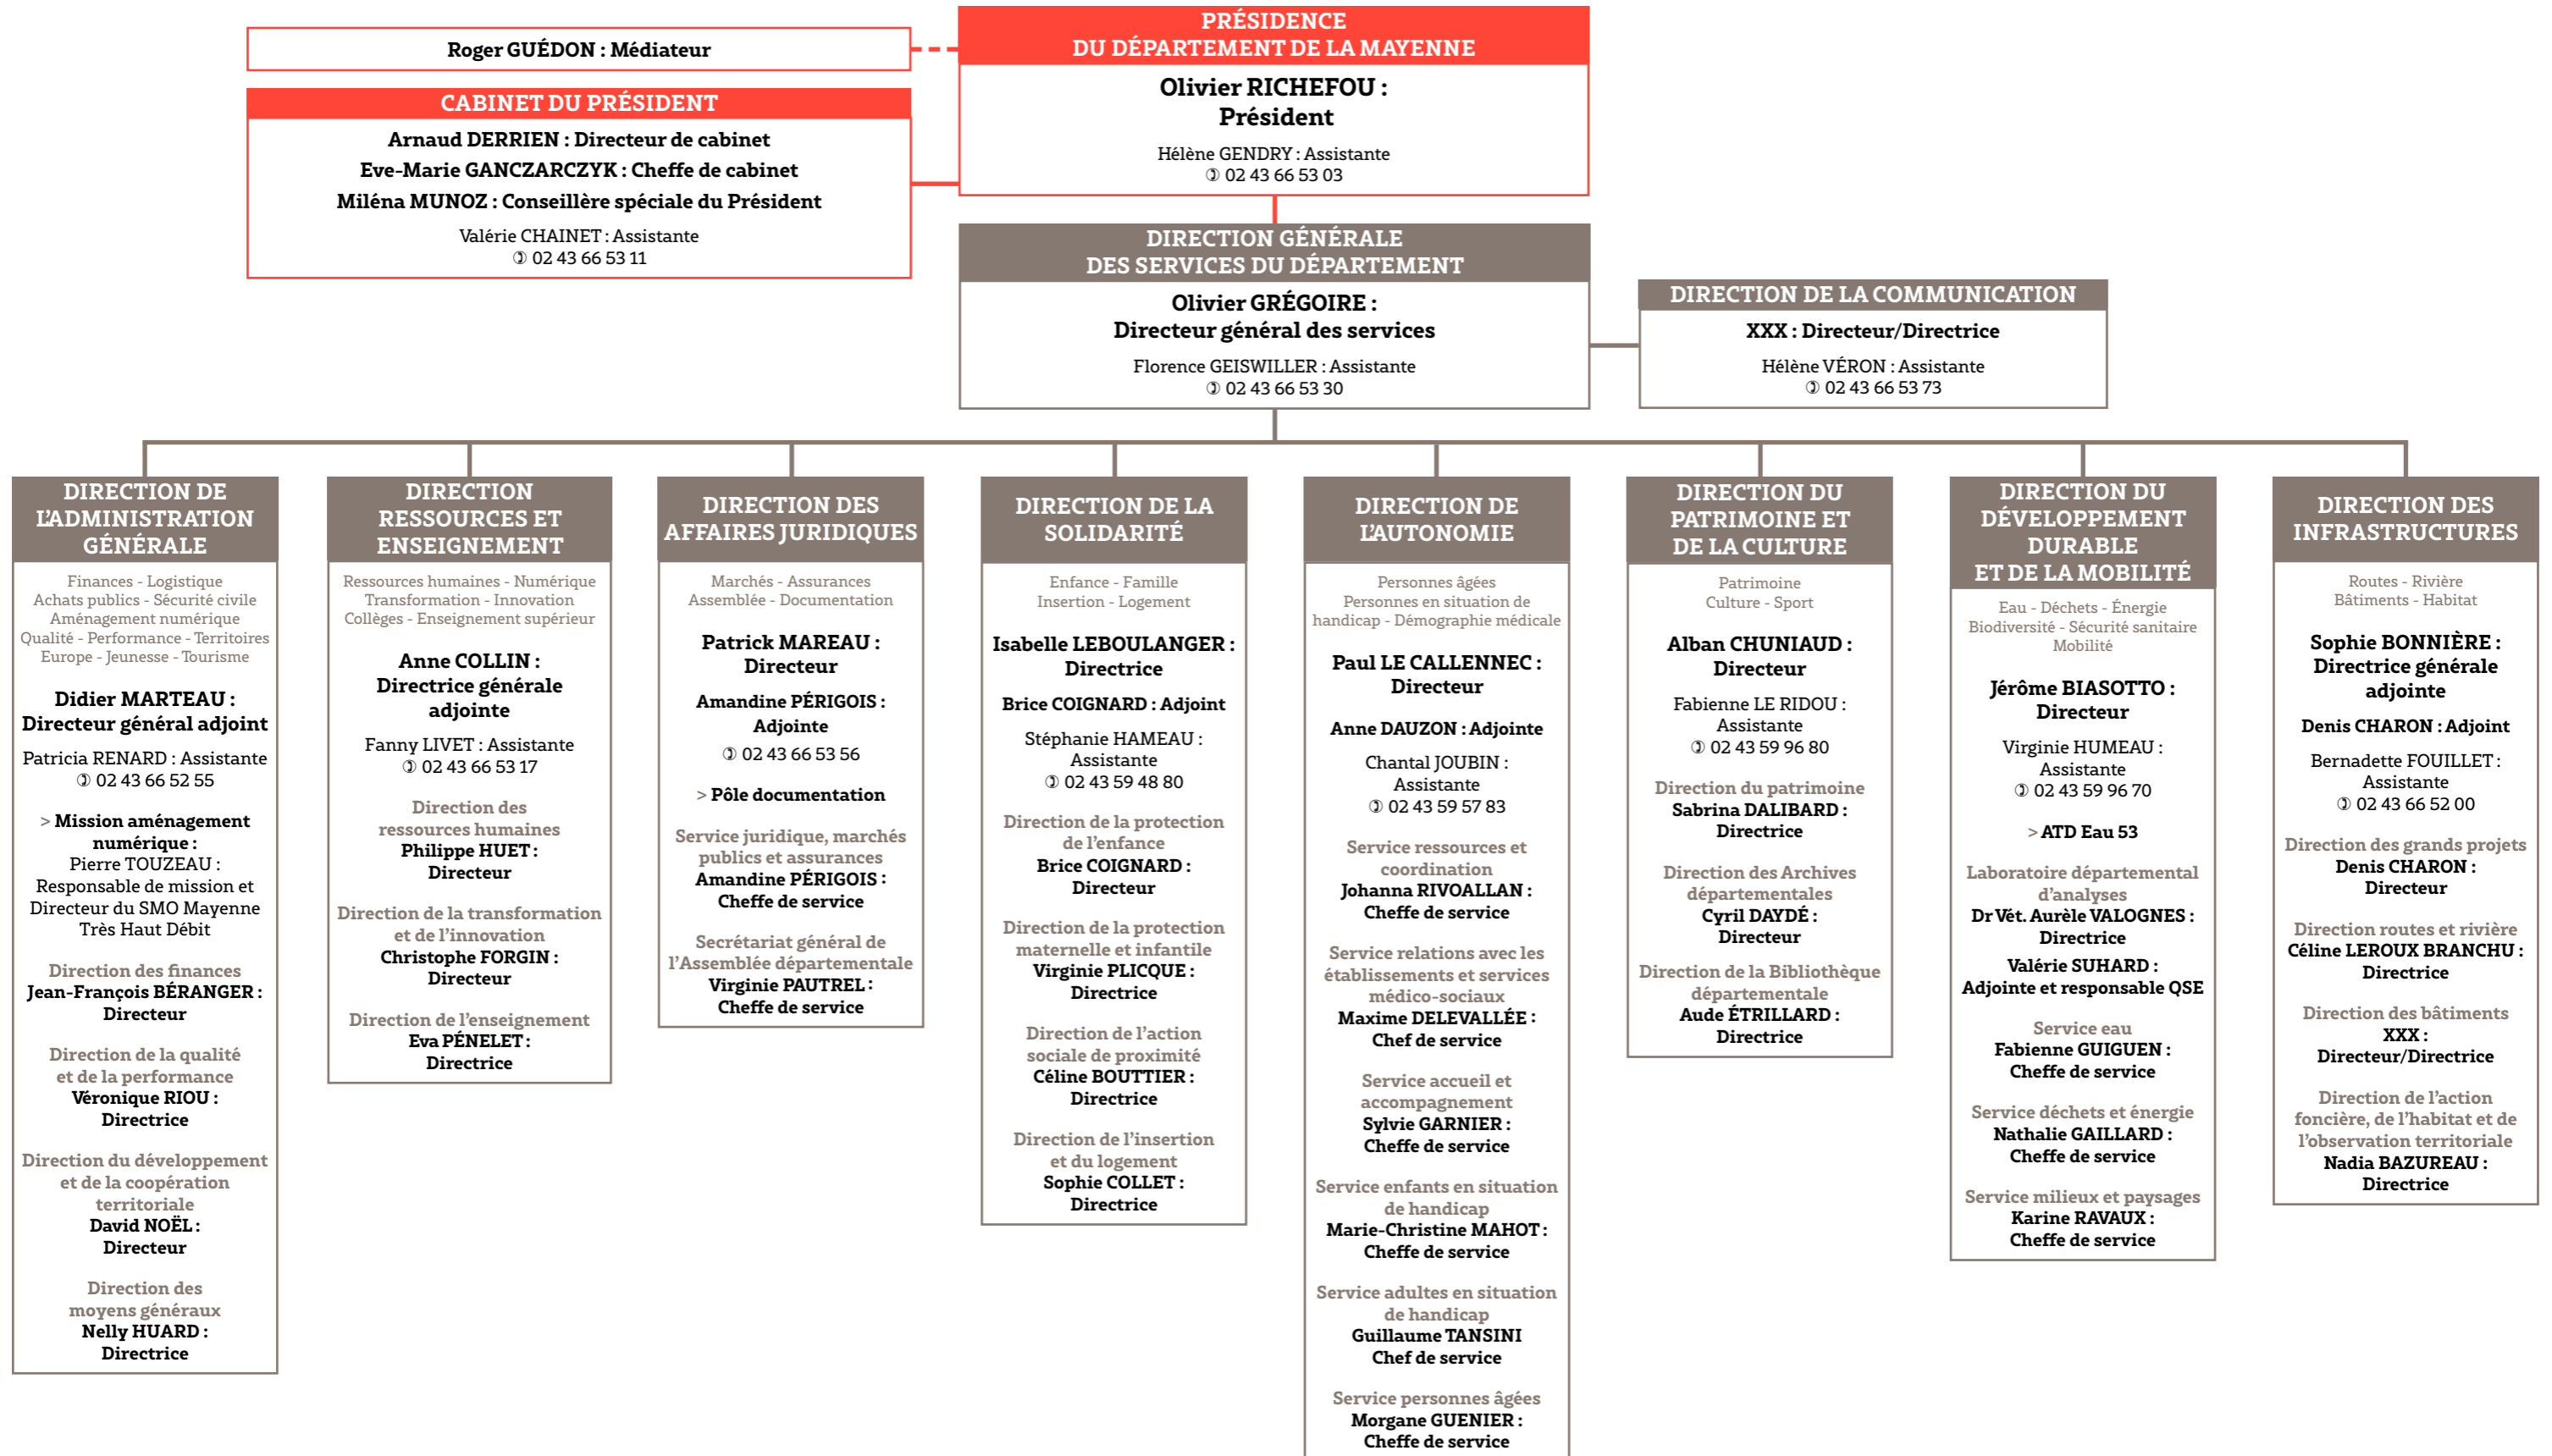 Roger GUÉDON : Médiateur
CABINET DU PRÉSIDENT
Arnaud DERRIEN : Directeur de cabinet
Eve-Marie GANCZARCZYK : Cheffe de cabinet
Miléna MUNOZ : Conseillère spéciale du Président
Valérie CHAINET : Assistante
02 43 66 53 11
PRÉSIDENCE
DU DÉPARTEMENT DE LA MAYENNE
Olivier RICHEFOU :
Président
Hélène GENDRY : Assistante
02 43 66 53 03
DIRECTION GÉNÉRALE
DES SERVICES DU DÉPARTEMENT
Olivier GRÉGOIRE :
Directeur général des services
Florence GEISWILLER : Assistante
02 43 66 53 30
DIRECTION DE LA COMMUNICATION
XXX : Directeur/Directrice
Hélène VÉRON : Assistante
02 43 66 53 73
DIRECTION DE
L'ADMINISTRATION
GÉNÉRALE
Finances - Logistique
Achats publics - Sécurité civile
Aménagement numérique
Qualité - Performance - Territoires
Europe - Jeunesse - Tourisme
Didier MARTEAU :
Directeur général adjoint
Patricia RENARD : Assistante
02 43 66 52 55
> Mission aménagement
numérique :
Pierre TOUZEAU :
Responsable de mission et
Directeur du SMO Mayenne
Très Haut Débit
Direction des finances
Jean-François BÉRANGER :
Directeur
Direction de la qualité
et de la performance
Véronique RIOU :
Directrice
Direction du développement
et de la coopération
territoriale
David NOËL :
Directeur
Direction des
moyens généraux
Nelly HUARD :
Directrice
DIRECTION
RESSOURCES ET
ENSEIGNEMENT
Ressources humaines - Numérique
Transformation - Innovation
Collèges - Enseignement supérieur
Anne COLLIN :
Directrice générale
adjointe
Fanny LIVET : Assistante
02 43 66 53 17
Direction des
ressources humaines
Philippe HUET :
Directeur
Direction de la transformation
et de l'innovation
Christophe FORGIN :
Directeur
Direction de l'enseignement
Eva PÉNELET :
Directrice
DIRECTION DES
AFFAIRES JURIDIQUES
Marchés - Assurances
Assemblée - Documentation
Patrick MAREAU :
Directeur
Amandine PÉRIGOIS :
Adjointe
02 43 66 53 56
> Pôle documentation
Service juridique, marchés
publics et assurances
Amandine PÉRIGOIS :
Cheffe de service
Secrétariat général de
l'Assemblée départementale
Virginie PAUTREL :
Cheffe de service
DIRECTION DE LA
SOLIDARITÉ
Enfance - Famille
Insertion - Logement
Isabelle LEBOULANGER :
Directrice
Brice COIGNARD : Adjoint
Stéphanie HAMEAU :
Assistante
02 43 59 48 80
Direction de la protection
de l'enfance
Brice COIGNARD :
Directeur
Direction de la protection
maternelle et infantile
Virginie PLICQUE :
Directrice
Direction de l'action
sociale de proximité
Céline BOUTTIER :
Directrice
Direction de l'insertion
et du logement
Sophie COLLET :
Directrice
DIRECTION DE
L'AUTONOMIE
Personnes âgées
Personnes en situation de
handicap - Démographie médicale
Paul LE CALLENNEC :
Directeur
Anne DAUZON : Adjointe
Chantal JOUBIN :
Assistante
02 43 59 57 83
Service ressources et
coordination
Johanna RIVOALLAN :
Cheffe de service
Service relations avec les
établissements et services
médico-sociaux
Maxime DELEVALLÉE :
Chef de service
Service accueil et
accompagnement
Sylvie GARNIER :
Cheffe de service
Service enfants en situation
de handicap
Marie-Christine MAHOT :
Cheffe de service
Service adultes en situation
de handicap
Guillaume TANSINI
Chef de service
Service personnes âgées
Morgane GUENIER :
Cheffe de service
DIRECTION DU
PATRIMOINE ET
DE LA CULTURE
Patrimoine
Culture - Sport
Alban CHUNIAUD :
Directeur
Fabienne LE RIDOU :
Assistante
02 43 59 96 80
Direction du patrimoine
Sabrina DALIBARD :
Directrice
Direction des Archives
départementales
Cyril DAYDÉ :
Directeur
Direction de la Bibliothèque
départementale
Aude ÉTRILLARD :
Directrice
DIRECTION DU
DÉVELOPPEMENT
DURABLE
ET DE LA MOBILITÉ
Eau - Déchets - Énergie
Biodiversité - Sécurité sanitaire
Mobilité
Jérôme BIASOTTO :
Directeur
Virginie HUMEAU :
Assistante
02 43 59 96 70
> ATD Eau 53
Laboratoire départemental
d'analyses
Dr Vét. Aurèle VALOGNES :
Directrice
Valérie SUHARD :
Adjointe et responsable QSE
Service eau
Fabienne GUIGUEN :
Cheffe de service
Service déchets et énergie
Nathalie GAILLARD :
Cheffe de service
Service milieux et paysages
Karine RAVAUX :
Cheffe de service
DIRECTION DES
INFRASTRUCTURES
Routes - Rivière
Bâtiments - Habitat
Sophie BONNIÈRE :
Directrice générale
adjointe
Denis CHARON : Adjoint
Bernadette FOUILLET :
Assistante
02 43 66 52 00
Direction des grands projets
Denis CHARON :
Directeur
Direction routes et rivière
Céline LEROUX BRANCHU :
Directrice
Direction des bâtiments
XXX :
Directeur/Directrice
Direction de l'action
foncière, de l'habitat et de
l'observation territoriale
Nadia BAZUREAU :
Directrice